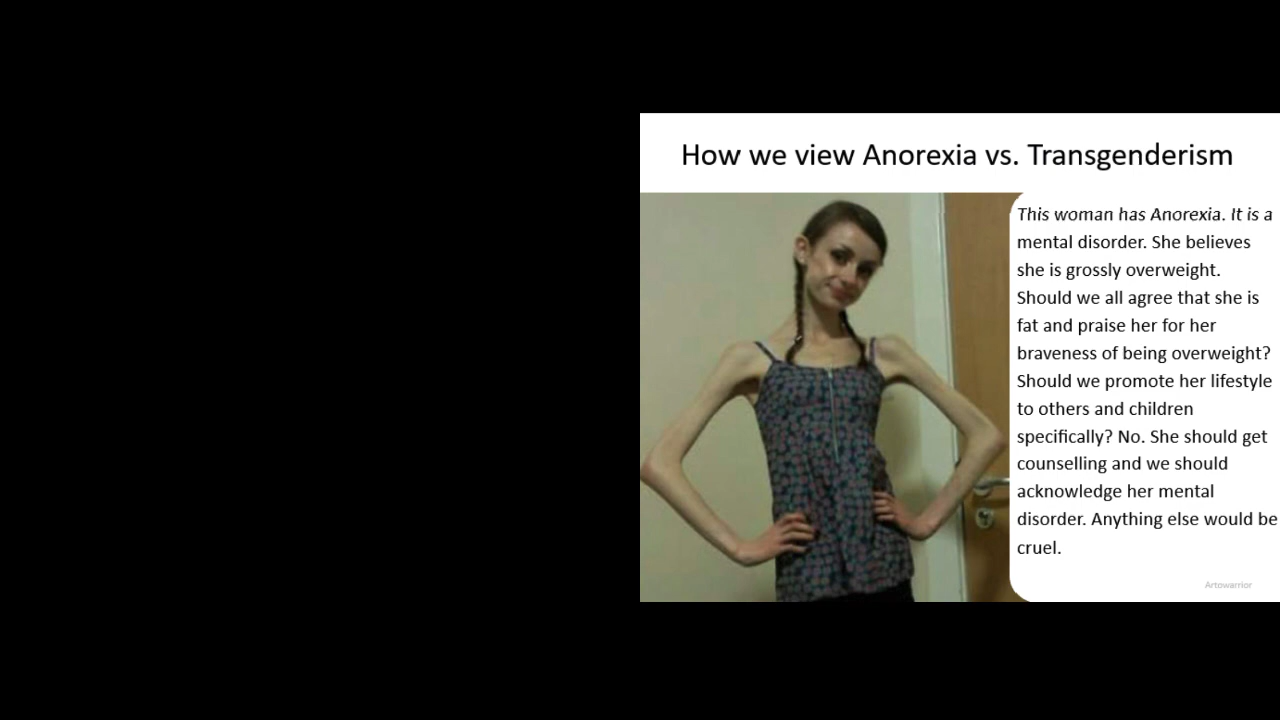 How we view Anorexia vs. Transgenderism
This woman has Anorexia. It is a
mental disorder. She believes
she is grossly overweight.
Should we all agree that she is
fat and praise her for her
braveness of being overweight?
Should we promote her lifestyle
to others and children
specifically? No. She should get
counselling and we should
acknowledge her mental
disorder. Anything else would be
cruel.
Artowarrior